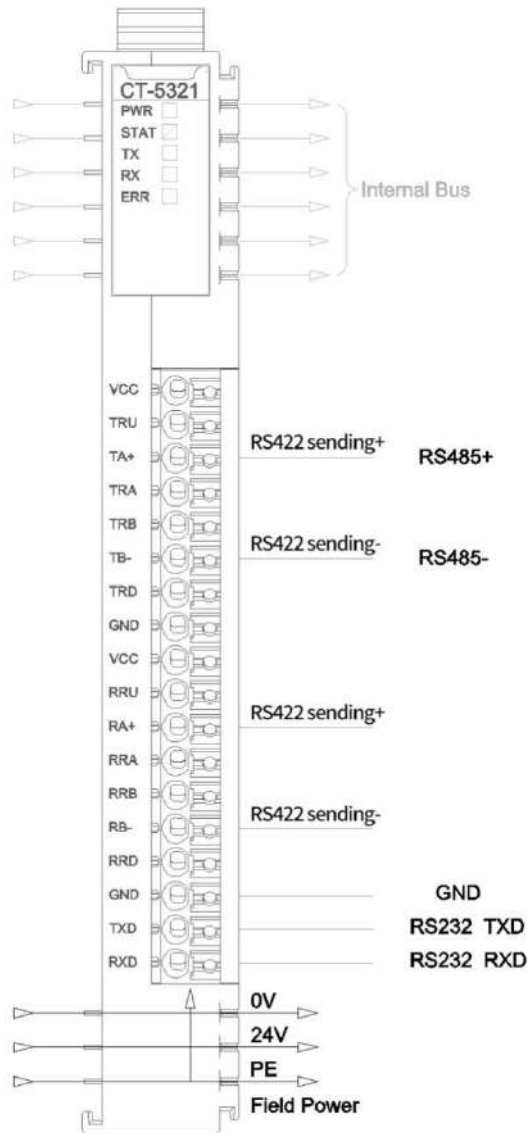 CT-5321
PWR
STAT
TX
RX
ERR
Internal Bus
VCC
TRU
TA+ RS422 sending+ RS485+
TRA
TRB
TB- RS422 sending- RS485-
TRD
GND
VCC
RRU
RA+ RS422 sending+
RRA
RRB
RB- RS422 sending-
RRD
GND GND
TXD RS232 TXD
RXD RS232 RXD
0V
24V
PE
Field Power